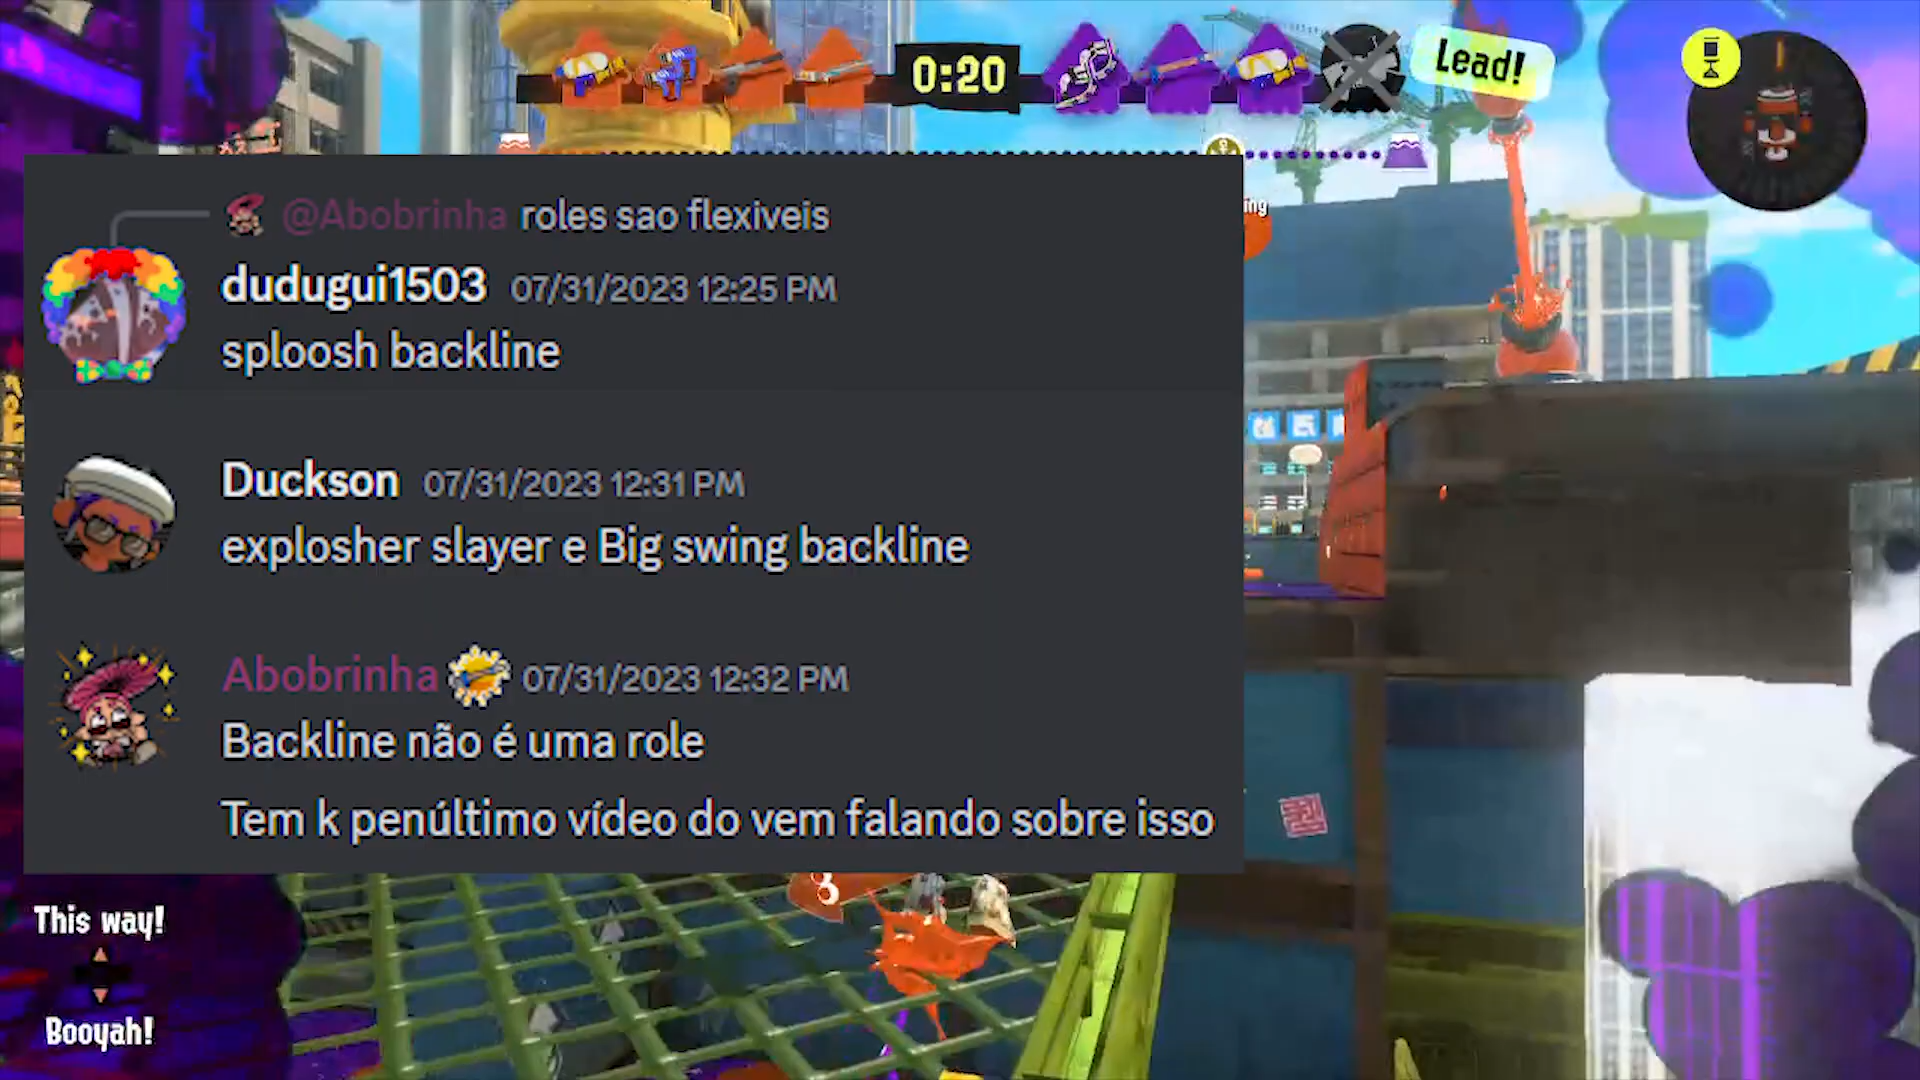 0:20
Lead!
ing
@Abobrinha roles sao flexiveis
dudugui1503 07/31/2023 12:25 PM
sploosh backline
Duckson 07/31/2023 12:31 PM
explosher slayer e Big swing backline
Abobrinha 07/31/2023 12:32 PM
Backline não é uma role
Tem k penúltimo vídeo do vem falando sobre isso
8
This way!
Booyah!